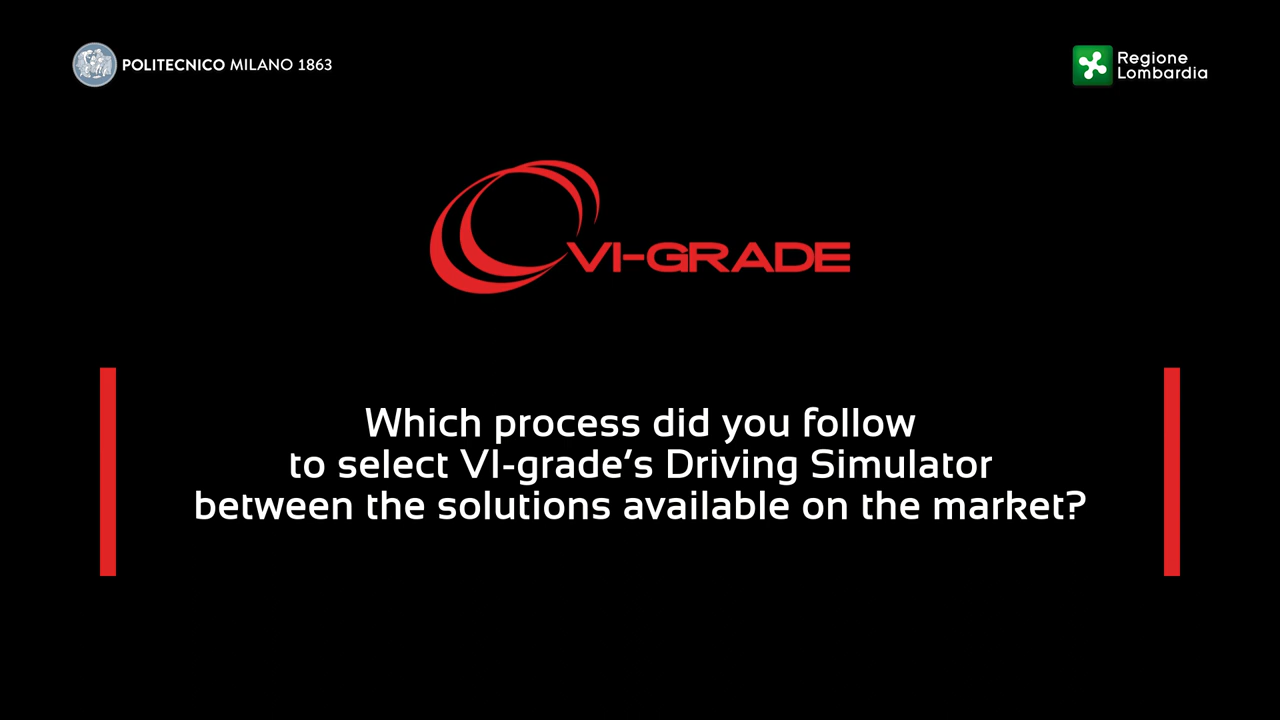 POLITECNICO MILANO 1863
Regione
Lombardia
VI-GRADE
Which process did you follow
to select VI-grade’s Driving Simulator
between the solutions available on the market?